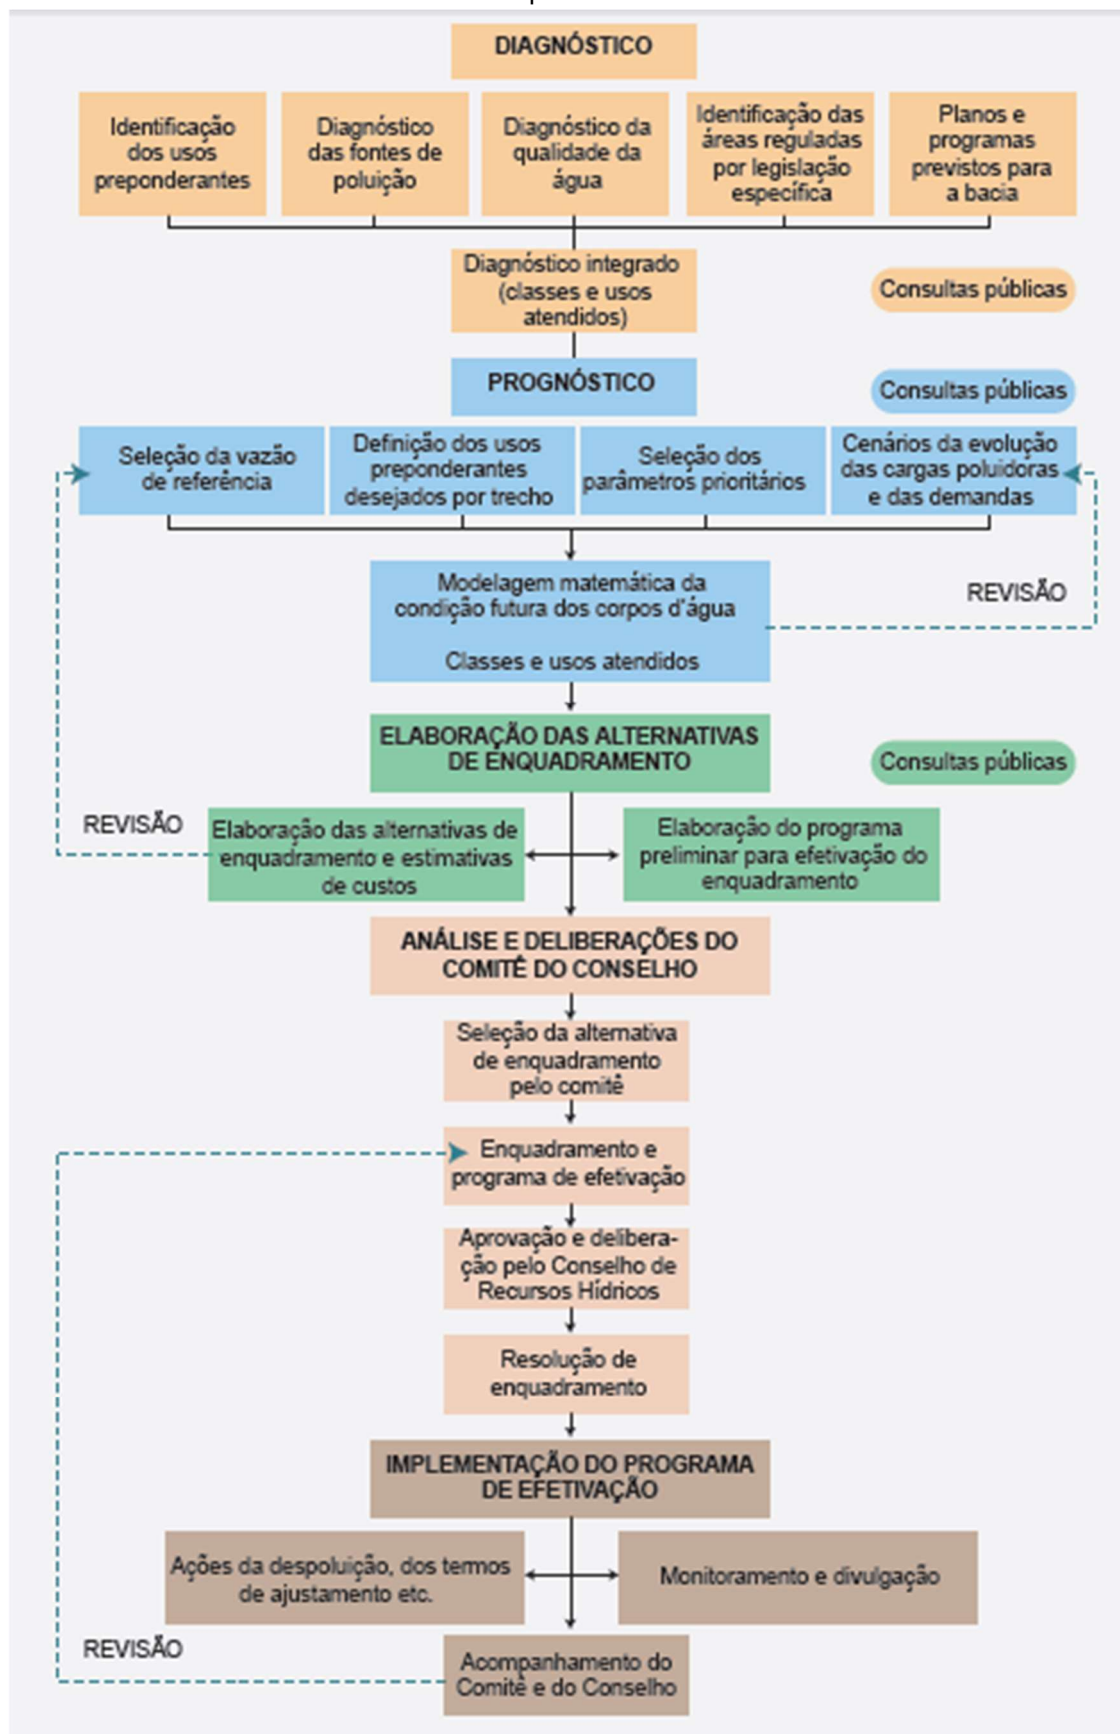 DIAGNÓSTICO
Identificação
dos usos
preponderantes
Diagnóstico
das fontes de
poluição
Diagnóstico da
qualidade da
água
Identificação das
áreas reguladas
por legislação
específica
Planos e
programas
previstos para
a bacia
Diagnóstico integrado
(classes e usos
atendidos)
Consultas públicas
PROGNÓSTICO
Consultas públicas
Seleção da vazão
de referência
Definição dos usos
preponderantes
desejados por trecho
Seleção dos
parâmetros prioritários
Cenários da evolução
das cargas poluidoras
e das demandas
Modelagem matemática da
condição futura dos corpos d'água
Classes e usos atendidos
REVISÃO
ELABORAÇÃO DAS ALTERNATIVAS
DE ENQUADRAMENTO
Consultas públicas
REVISÃO
Elaboração das alternativas de
enquadramento e estimativas
de custos
Elaboração do programa
preliminar para efetivação do
enquadramento
ANÁLISE E DELIBERAÇÕES DO
COMITÊ DO CONSELHO
Seleção da alternativa
de enquadramento
pelo comitê
Enquadramento e
programa de efetivação
Aprovação e delibera-
ção pelo Conselho de
Recursos Hídricos
Resolução de
enquadramento
IMPLEMENTAÇÃO DO PROGRAMA
DE EFETIVAÇÃO
Ações da despoluição, dos termos
de ajustamento etc.
Monitoramento e divulgação
REVISÃO
Acompanhamento do
Comitê e do Conselho